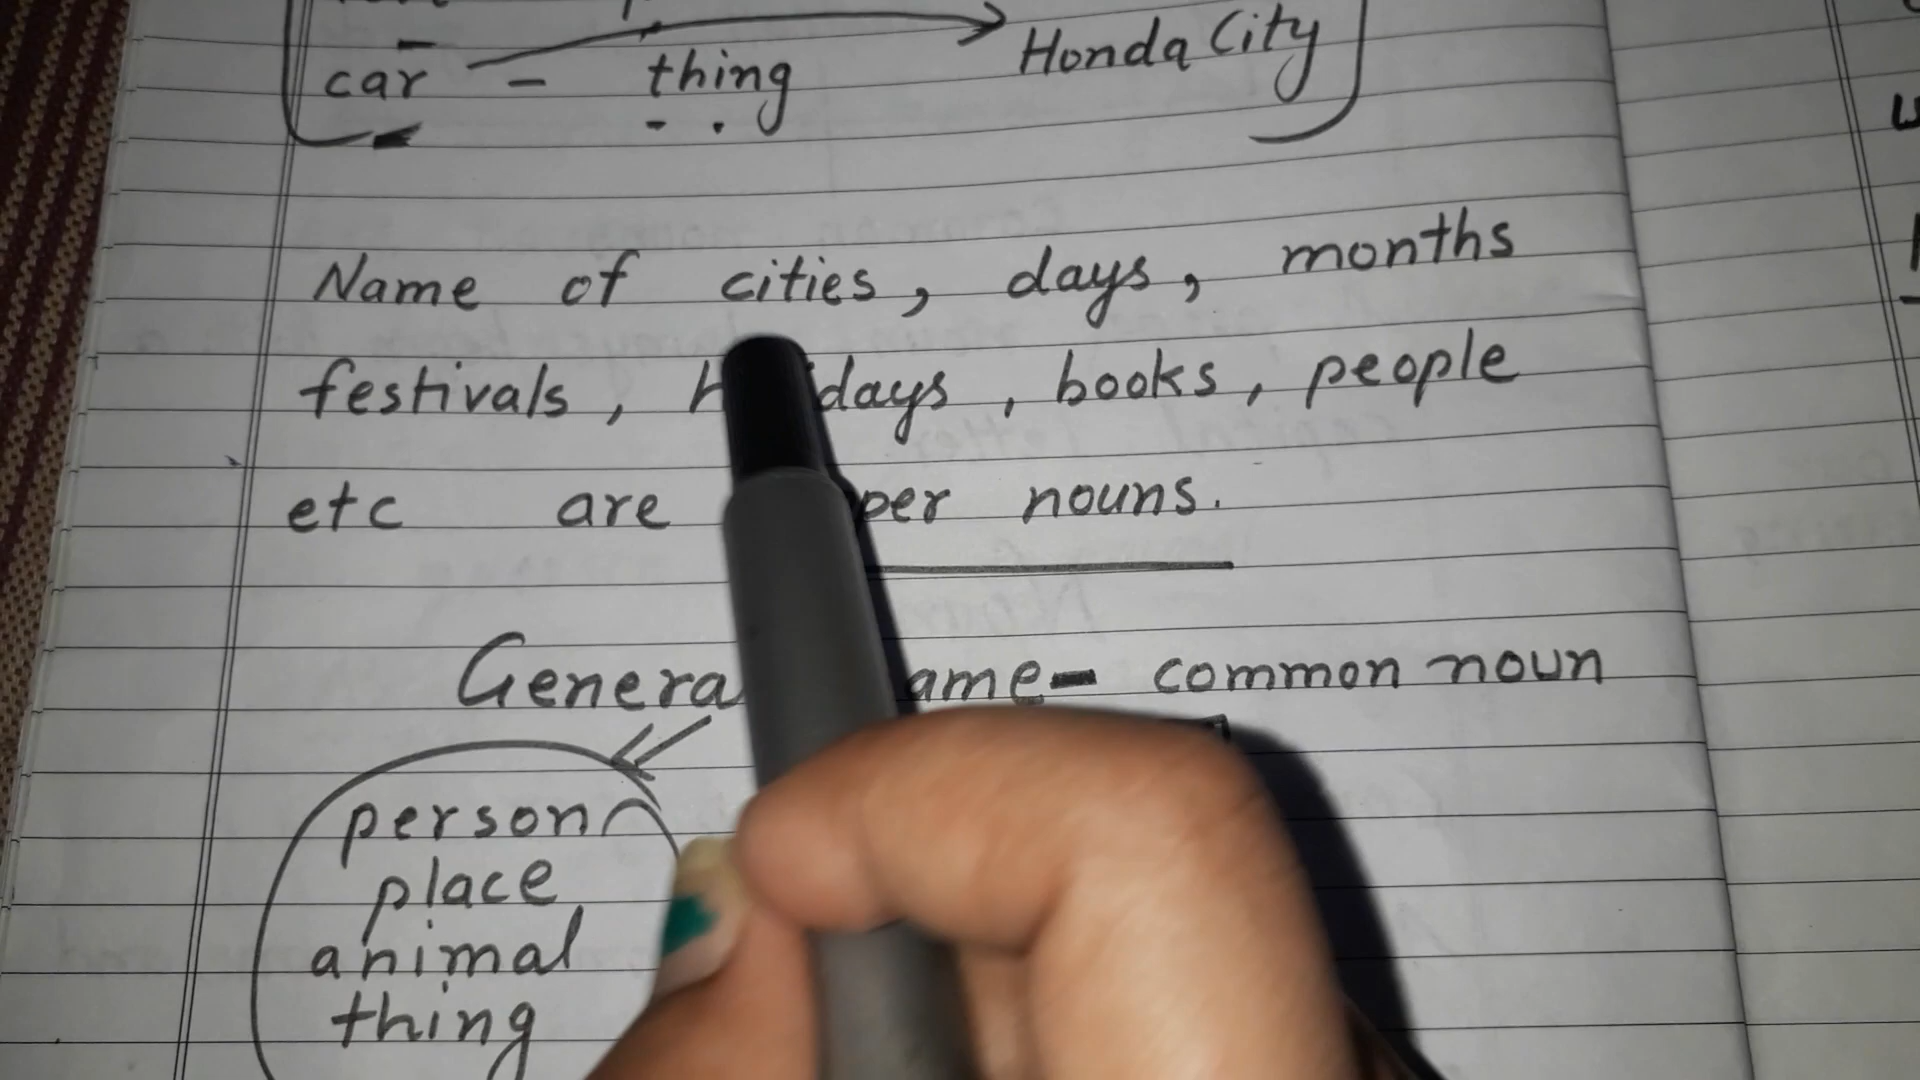 car - thing Honda City
Name of cities, days, months
festivals, days, books, people
etc are per nouns.
Genera ame- common noun
person
place
animal
thing